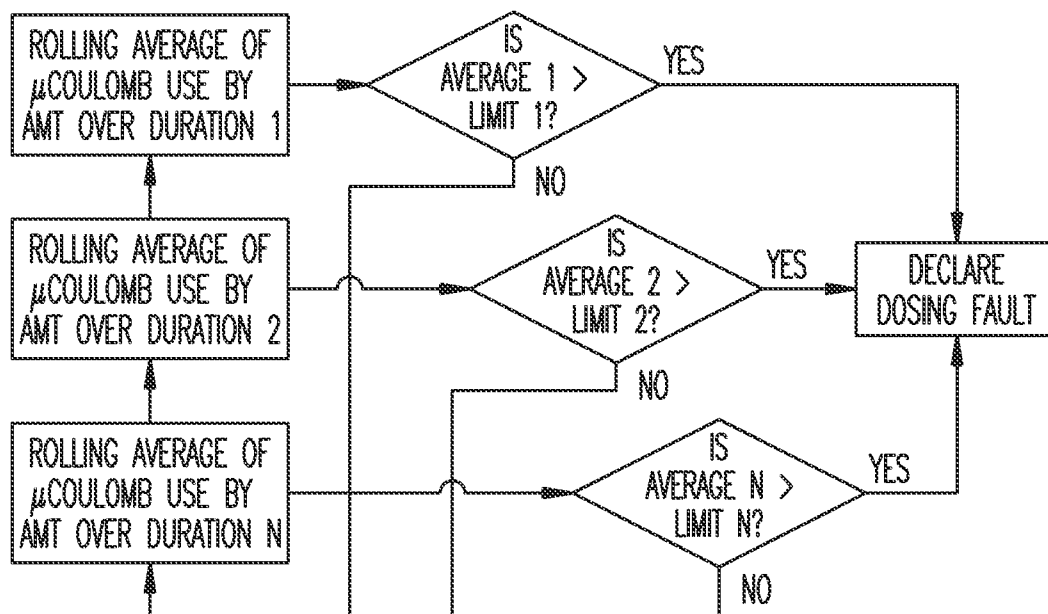 ROLLING AVERAGE OF
μCOULOMB USE BY
AMT OVER DURATION 1
IS
AVERAGE 1 >
LIMIT 1?
YES
NO
ROLLING AVERAGE OF
μCOULOMB USE BY
AMT OVER DURATION 2
IS
AVERAGE 2 >
LIMIT 2?
YES
NO
DECLARE
DOSING FAULT
ROLLING AVERAGE OF
μCOULOMB USE BY
AMT OVER DURATION N
IS
AVERAGE N >
LIMIT N?
YES
NO